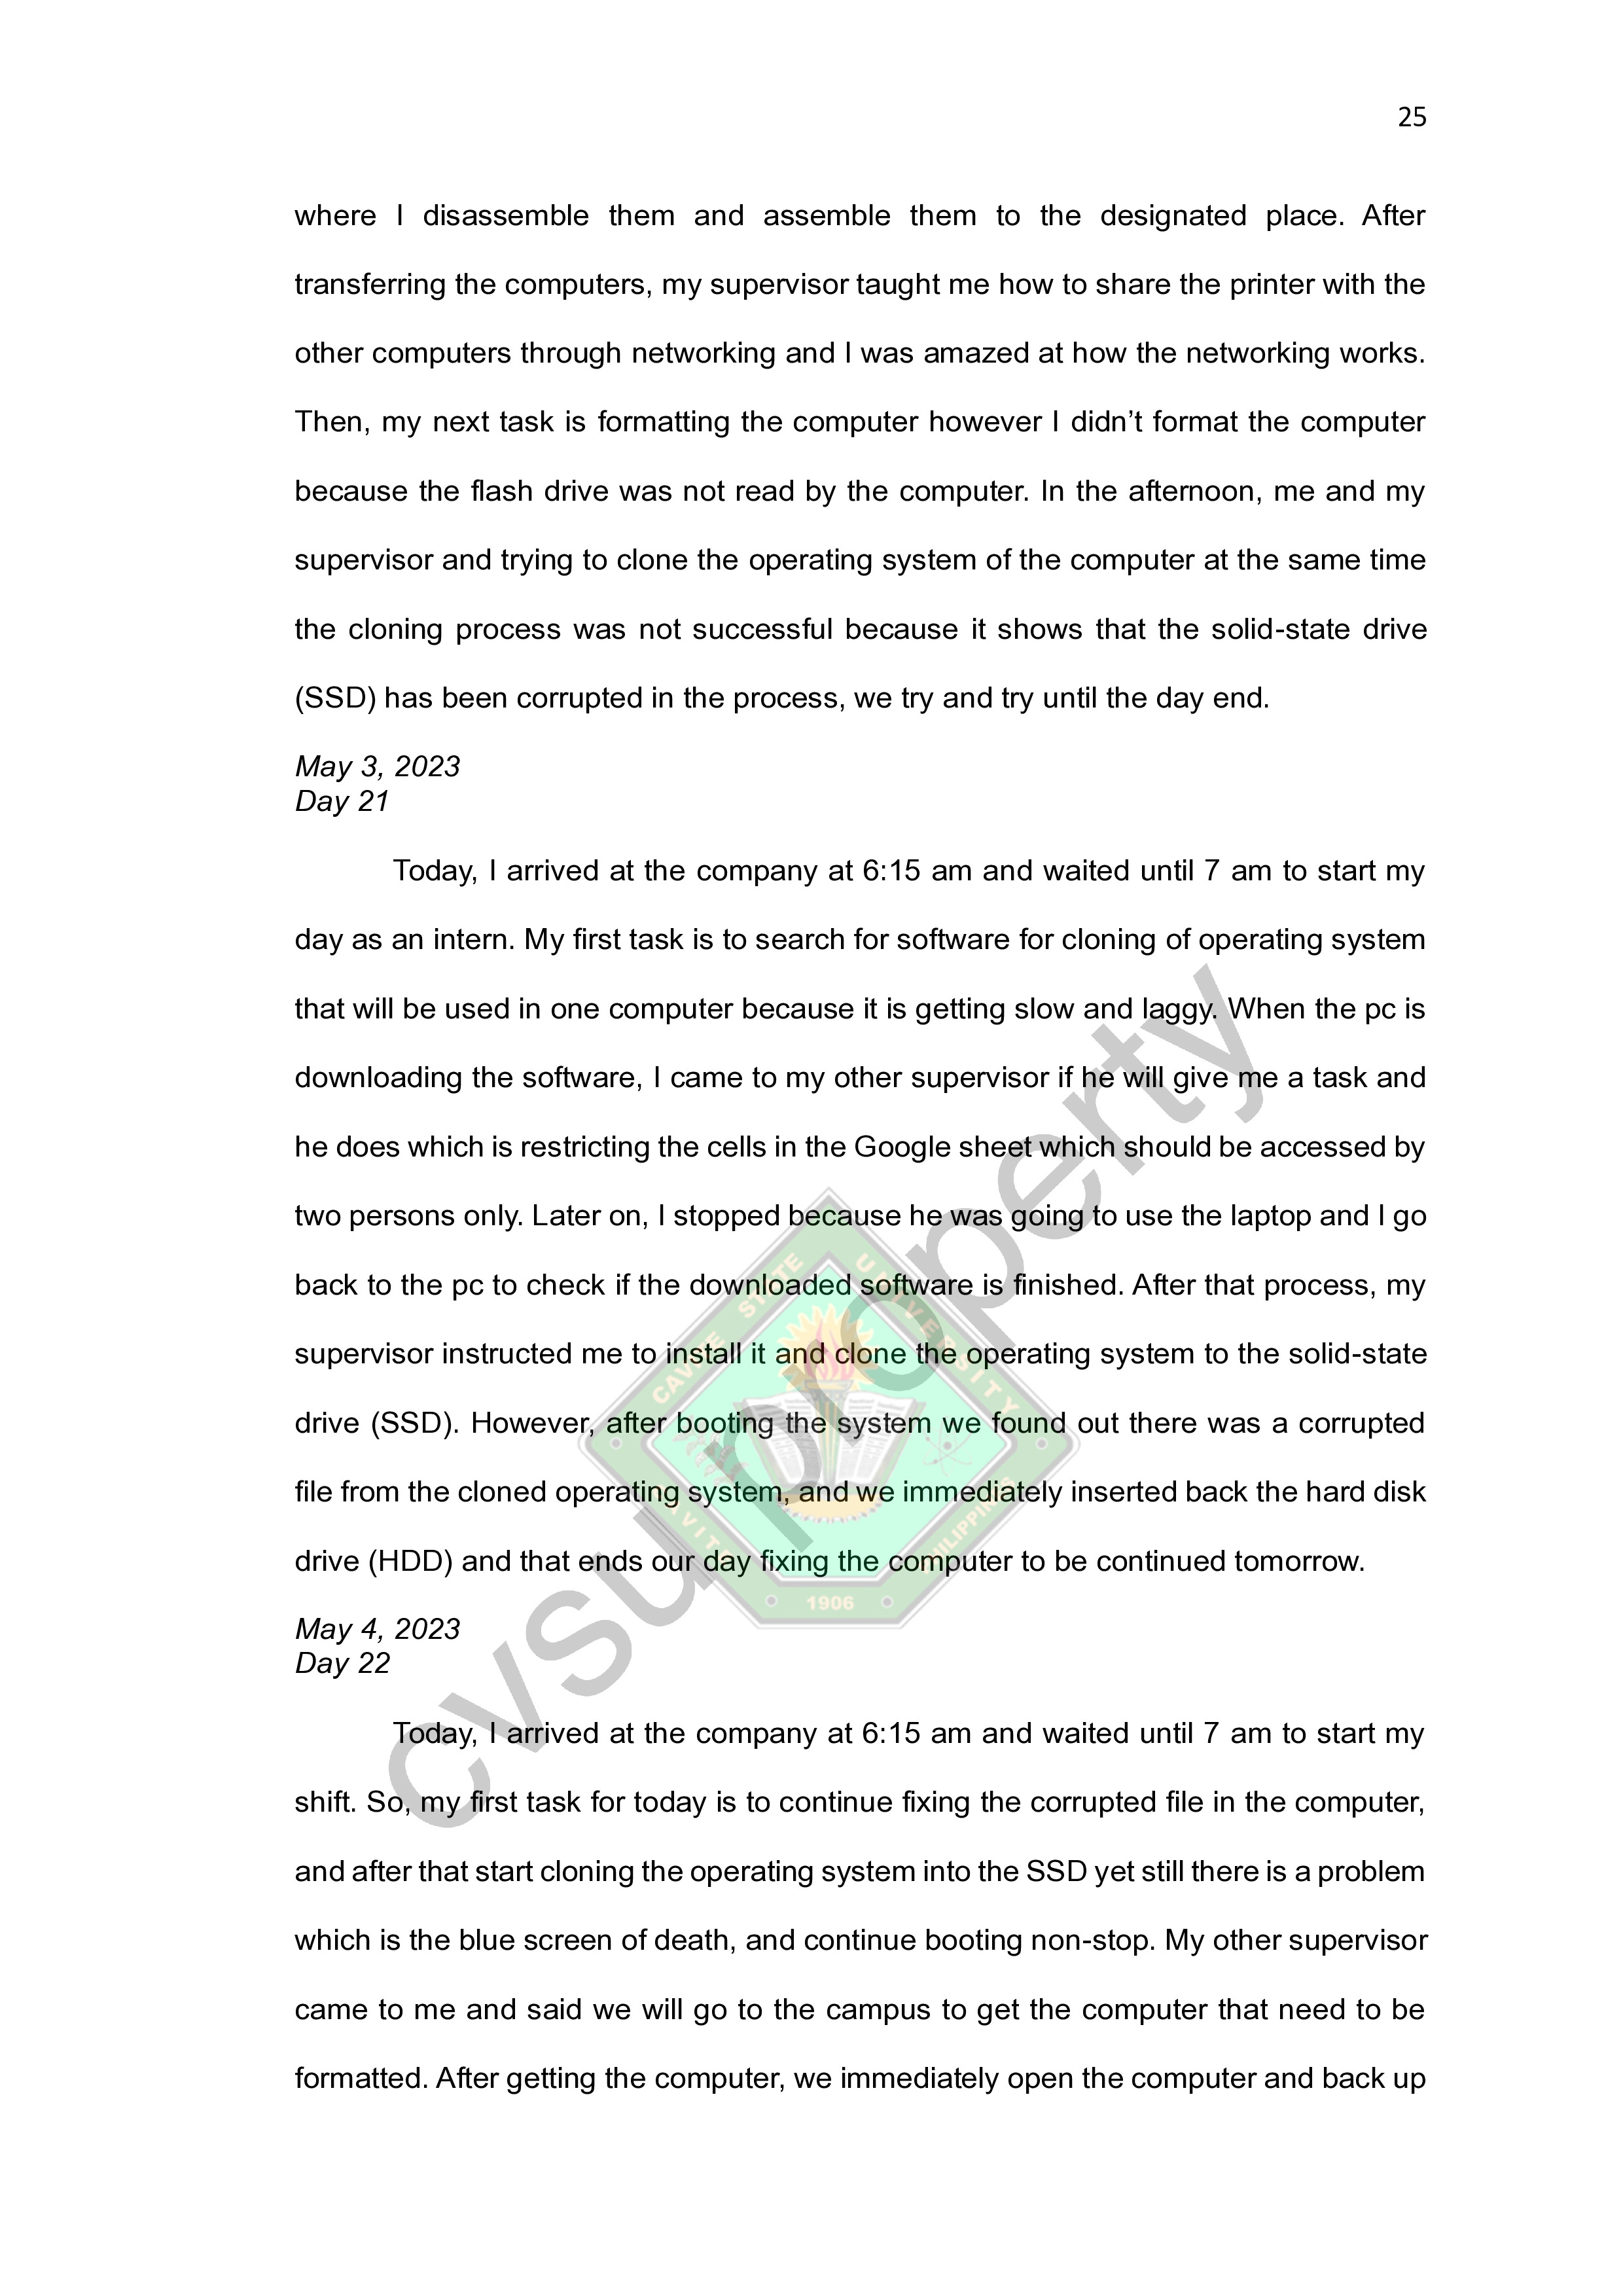 25
where I disassemble them and assemble them to the designated place. After
transferring the computers, my supervisor taught me how to share the printer with the
other computers through networking and I was amazed at how the networking works.
Then, my next task is formatting the computer however I didn’t format the computer
because the flash drive was not read by the computer. In the afternoon, me and my
supervisor and trying to clone the operating system of the computer at the same time
the cloning process was not successful because it shows that the solid-state drive
(SSD) has been corrupted in the process, we try and try until the day end.
May 3, 2023
Day 21
Today, I arrived at the company at 6:15 am and waited until 7 am to start my
day as an intern. My first task is to search for software for cloning of operating system
that will be used in one computer because it is getting slow and laggy. When the pc is
downloading the software, I came to my other supervisor if he will give me a task and
he does which is restricting the cells in the Google sheet which should be accessed by
two persons only. Later on, I stopped because he was going to use the laptop and I go
back to the pc to check if the downloaded software is finished. After that process, my
supervisor instructed me to install it and clone the operating system to the solid-state
drive (SSD). However, after booting the system we found out there was a corrupted
file from the cloned operating system, and we immediately inserted back the hard disk
drive (HDD) and that ends our day fixing the computer to be continued tomorrow.
May 4, 2023
Day 22
Today, I arrived at the company at 6:15 am and waited until 7 am to start my
shift. So, my first task for today is to continue fixing the corrupted file in the computer,
and after that start cloning the operating system into the SSD yet still there is a problem
which is the blue screen of death, and continue booting non-stop. My other supervisor
came to me and said we will go to the campus to get the computer that need to be
formatted. After getting the computer, we immediately open the computer and back up
cvsu property
CAVITE STATE UNIVERSITY
CAVITE PHILIPPINES
1906